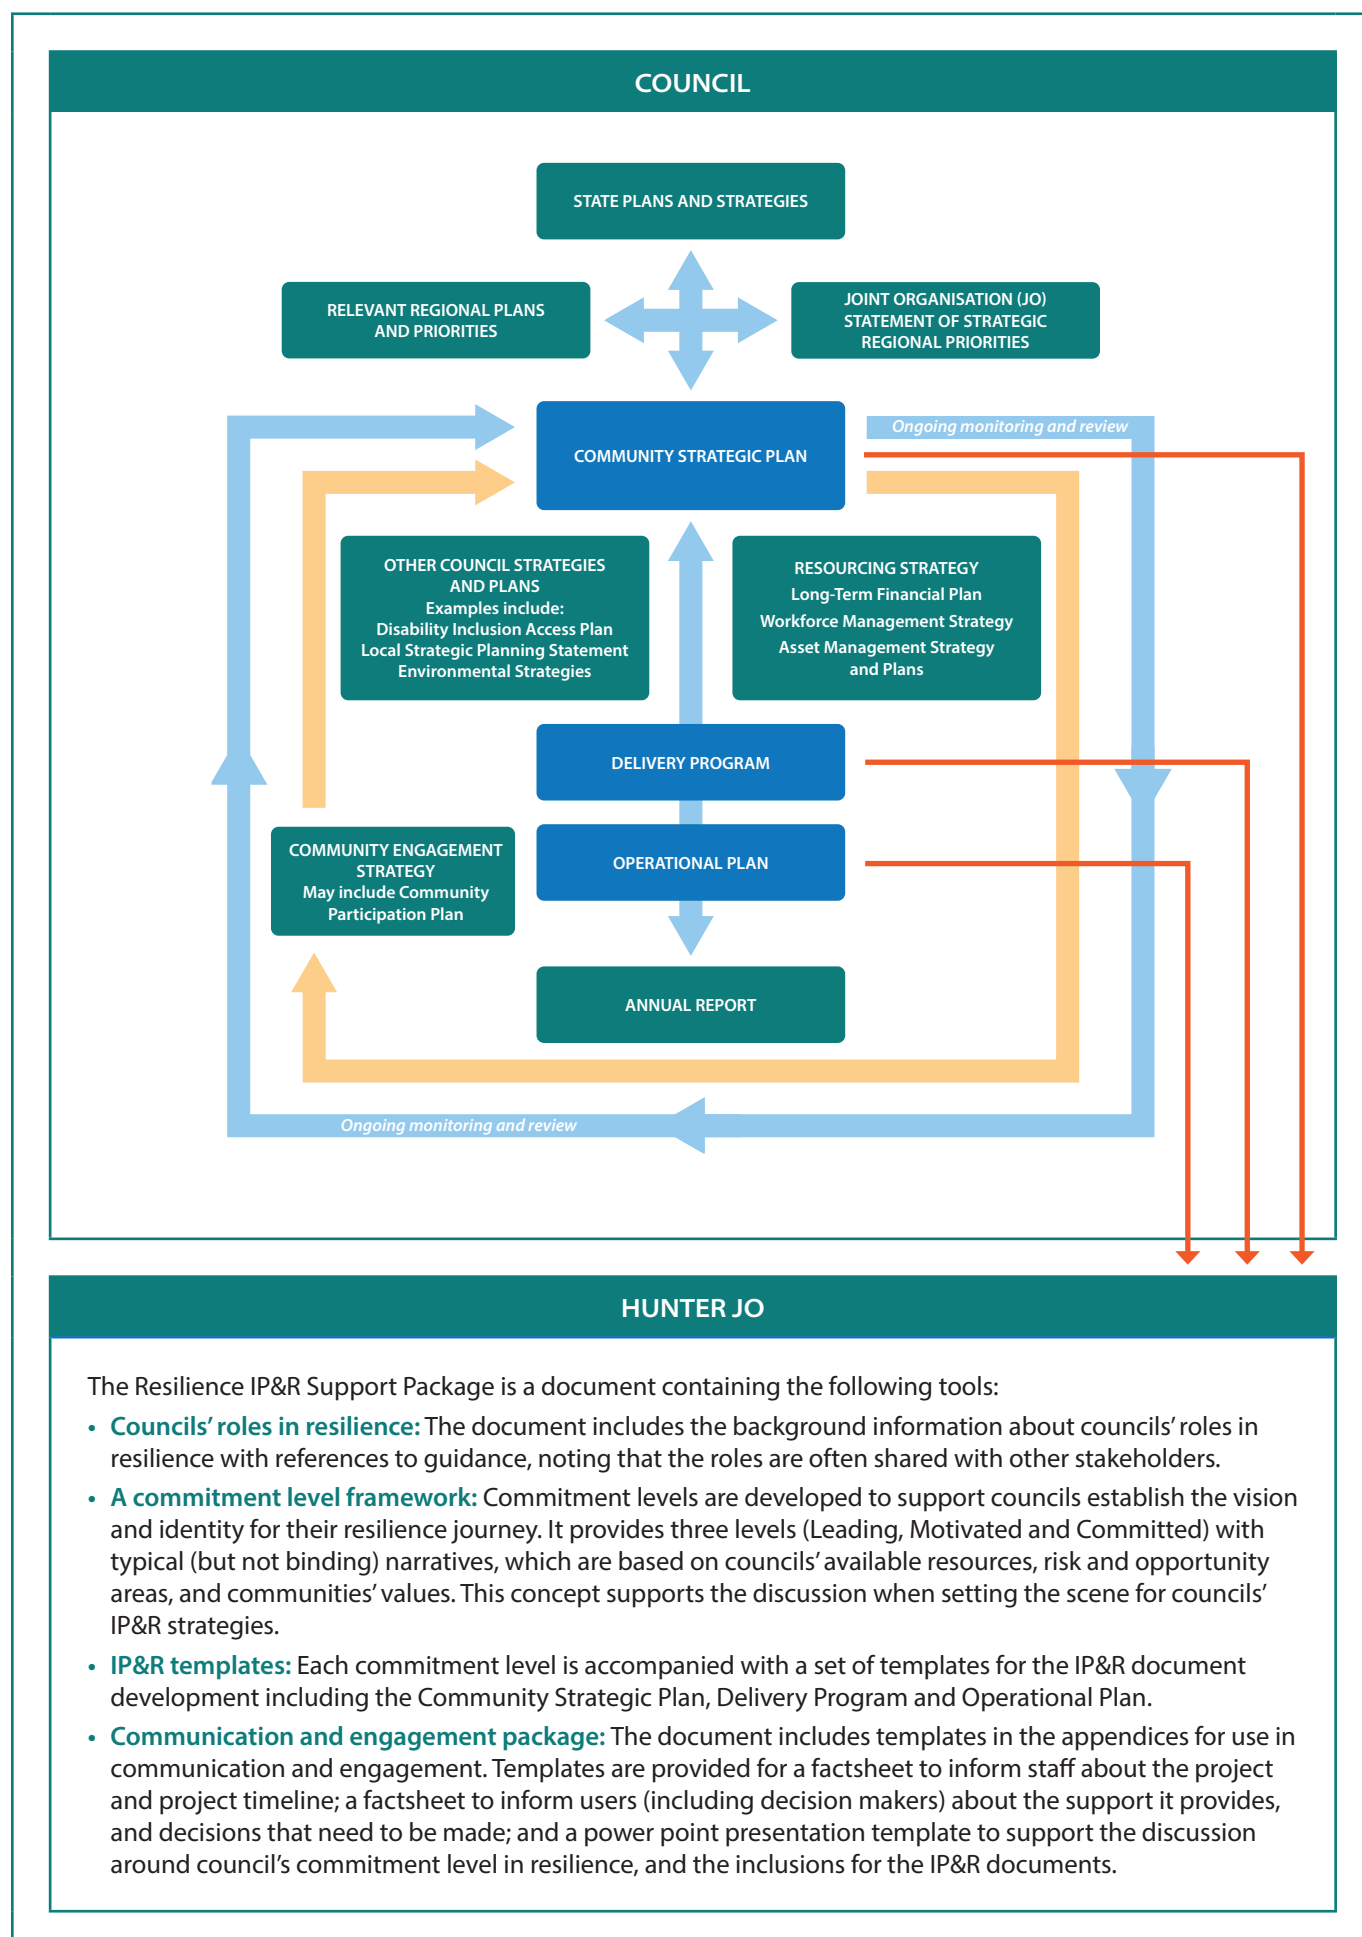 COUNCIL
STATE PLANS AND STRATEGIES
RELEVANT REGIONAL PLANS
AND PRIORITIES
JOINT ORGANISATION (JO)
STATEMENT OF STRATEGIC
REGIONAL PRIORITIES
COMMUNITY STRATEGIC PLAN
Ongoing monitoring and review
OTHER COUNCIL STRATEGIES
AND PLANS
Examples include:
Disability Inclusion Access Plan
Local Strategic Planning Statement
Environmental Strategies
RESOURCING STRATEGY
Long-Term Financial Plan
Workforce Management Strategy
Asset Management Strategy
and Plans
DELIVERY PROGRAM
COMMUNITY ENGAGEMENT
STRATEGY
May include Community
Participation Plan
OPERATIONAL PLAN
ANNUAL REPORT
Ongoing monitoring and review
HUNTER JO
The Resilience IP&R Support Package is a document containing the following tools:
• Councils' roles in resilience: The document includes the background information about councils' roles in
resilience with references to guidance, noting that the roles are often shared with other stakeholders.
• A commitment level framework: Commitment levels are developed to support councils establish the vision
and identity for their resilience journey. It provides three levels (Leading, Motivated and Committed) with
typical (but not binding) narratives, which are based on councils' available resources, risk and opportunity
areas, and communities' values. This concept supports the discussion when setting the scene for councils'
IP&R strategies.
• IP&R templates: Each commitment level is accompanied with a set of templates for the IP&R document
development including the Community Strategic Plan, Delivery Program and Operational Plan.
• Communication and engagement package: The document includes templates in the appendices for use in
communication and engagement. Templates are provided for a factsheet to inform staff about the project
and project timeline; a factsheet to inform users (including decision makers) about the support it provides,
and decisions that need to be made; and a power point presentation template to support the discussion
around council's commitment level in resilience, and the inclusions for the IP&R documents.